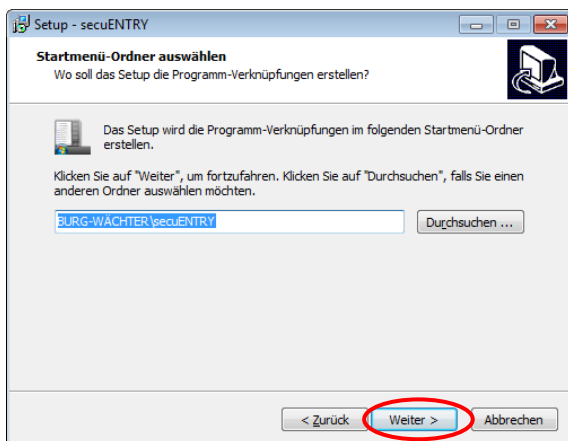 Setup - secuENTRY
Startmenü-Ordner auswählen
Wo soll das Setup die Programm-Verknüpfungen erstellen?
Das Setup wird die Programm-Verknüpfungen im folgenden Startmenü-Ordner
erstellen.
Klicken Sie auf "Weiter", um fortzufahren. Klicken Sie auf "Durchsuchen", falls Sie einen
anderen Ordner auswählen möchten.
BURG-WÄCHTER\secuENTRY
Durchsuchen ...
< Zurück
Weiter >
Abbrechen